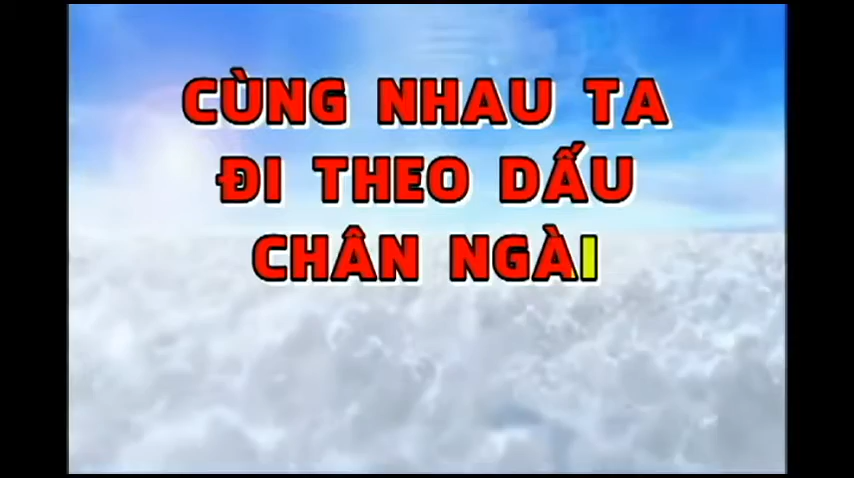 CÙNG NHAU TA
ĐI THEO DẤU
CHÂN NGÀI